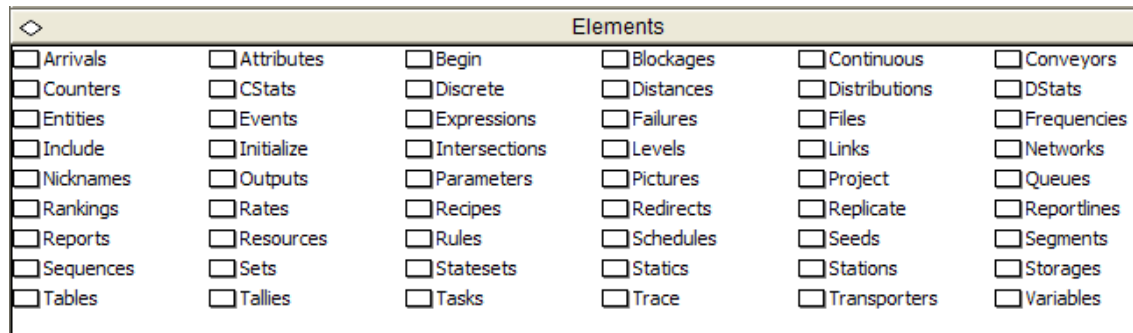 Elements
Arrivals Attributes Begin Blockages Continuous Conveyors
Counters CStats Discrete Distances Distributions DStats
Entities Events Expressions Failures Files Frequencies
Include Initialize Intersections Levels Links Networks
Nicknames Outputs Parameters Pictures Project Queues
Rankings Rates Recipes Redirects Replicate Reportlines
Reports Resources Rules Schedules Seeds Segments
Sequences Sets Statesets Statics Stations Storages
Tables Tallies Tasks Trace Transporters Variables